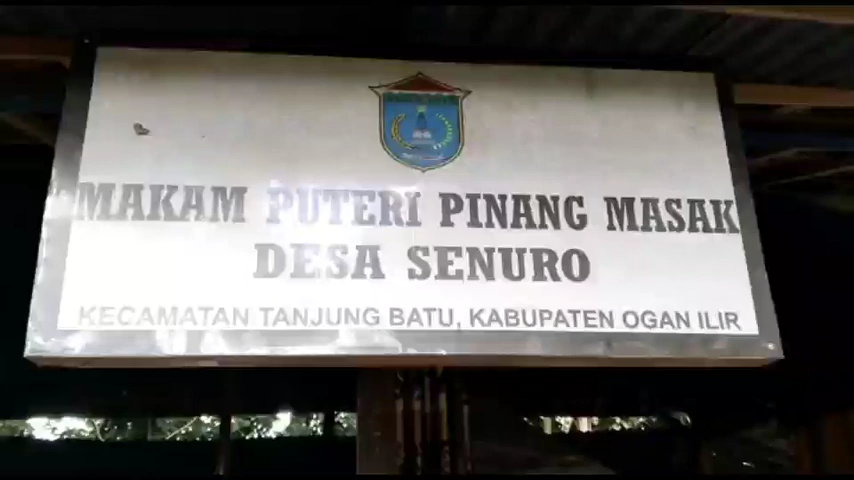 MAKAM PUTERI PINANG MASAK
DESA SENURO
KECAMATAN TANJUNG BATU, KABUPATEN OGAN ILIR